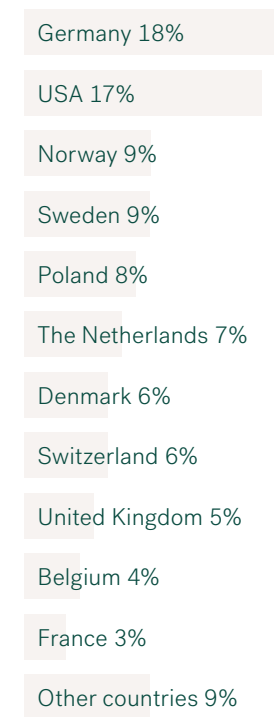 Germany 18%
USA 17%
Norway 9%
Sweden 9%
Poland 8%
The Netherlands 7%
Denmark 6%
Switzerland 6%
United Kingdom 5%
Belgium 4%
France 3%
Other countries 9%